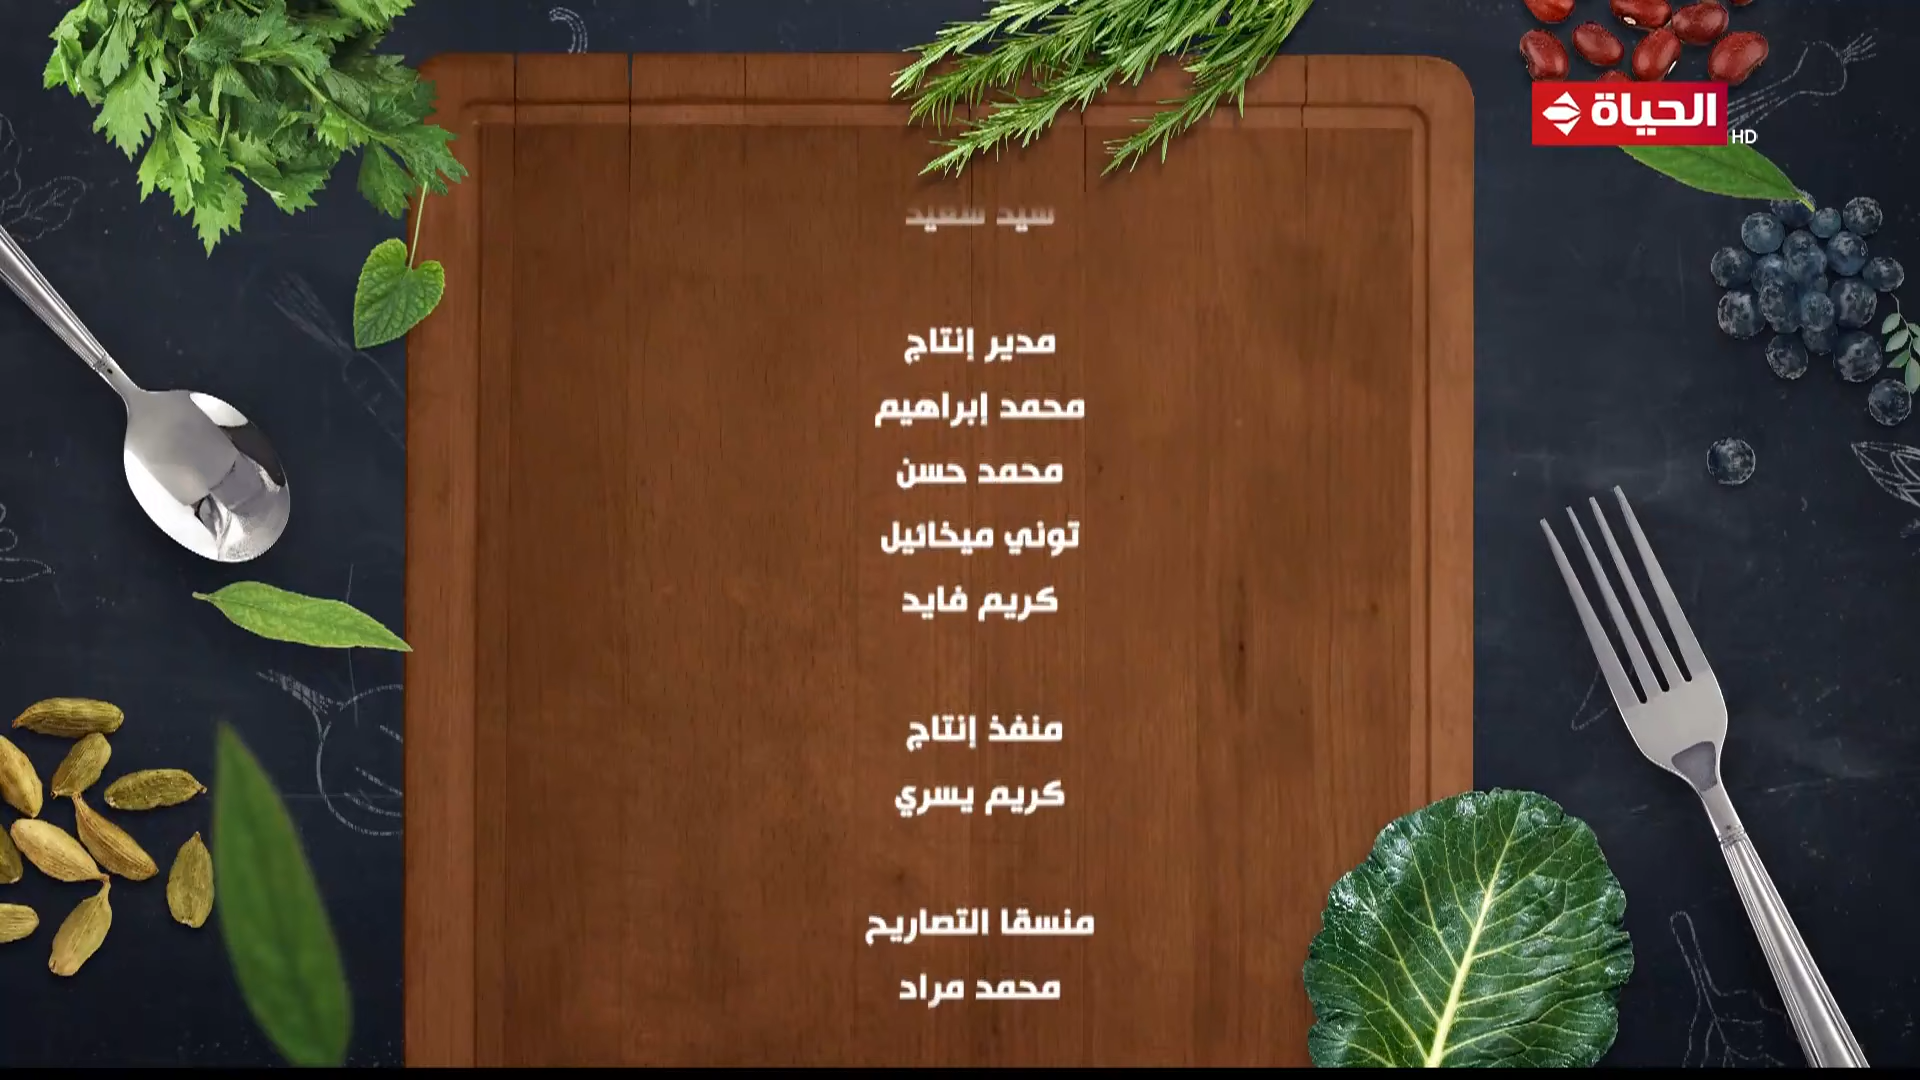 الحياة
HD
سيد سعيد
مدير إنتاج
محمد إبراهيم
محمد حسن
توني ميخائيل
كريم فايد
منفذ إنتاج
كريم يسري
منسقا التصاريح
محمد مراد